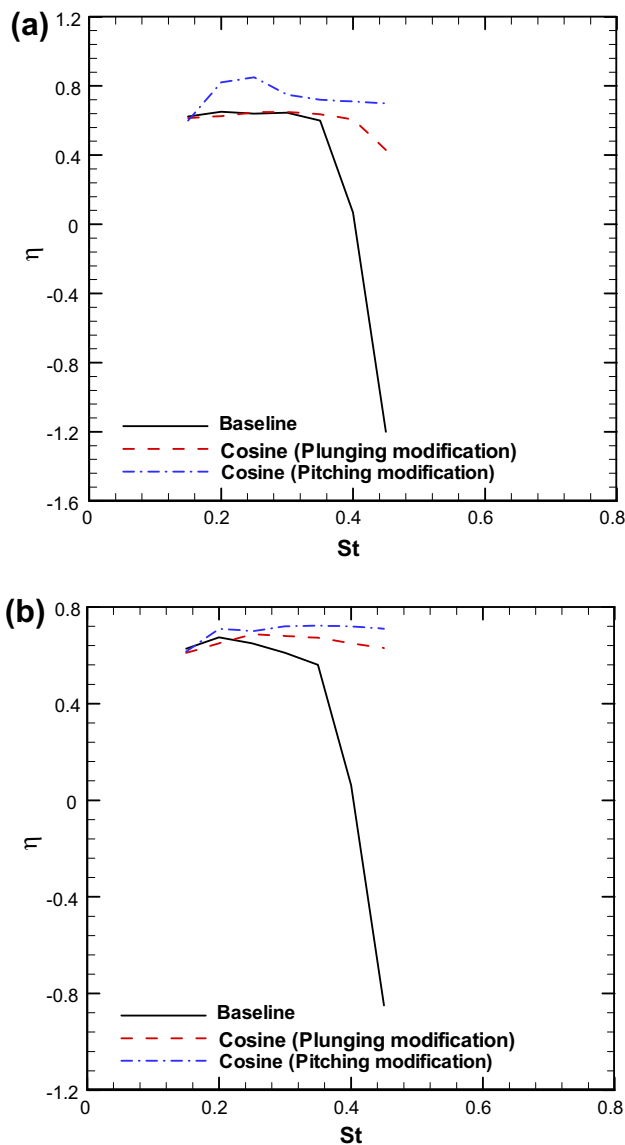 (a)
1.2
0.8
0.4
0
-0.4
-0.8
-1.2
-1.6
η
Baseline
Cosine (Plunging modification)
Cosine (Pitching modification)
0 0.2 0.4 0.6 0.8
St
(b)
0.8
0.4
0
-0.4
-0.8
-1.2
η
Baseline
Cosine (Plunging modification)
Cosine (Pitching modification)
0 0.2 0.4 0.6 0.8
St